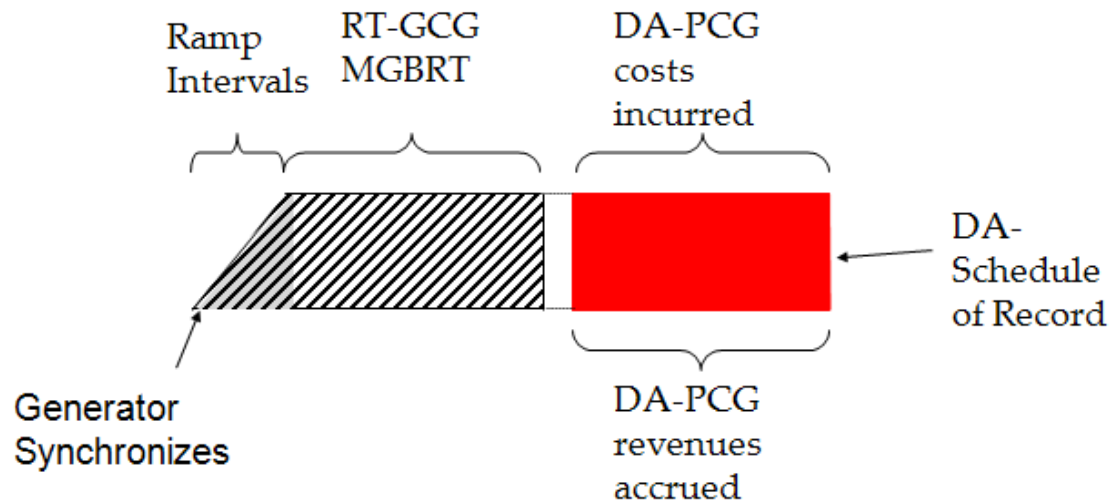 Ramp
Intervals
RT-GCG
MGBRT
DA-PCG
costs
incurred
DA-
Schedule
of Record
Generator
Synchronizes
DA-PCG
revenues
accrued